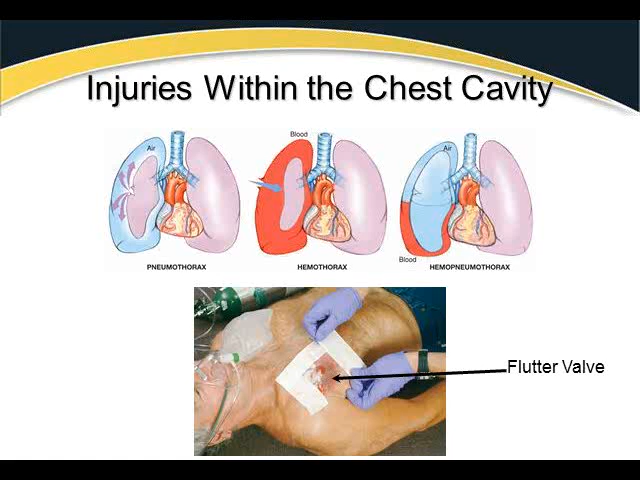 Injuries Within the Chest Cavity
Air
Blood
Air
Blood
PNEUMOTHORAX
HEMOTHORAX
HEMOPNEUMOTHORAX
Flutter Valve